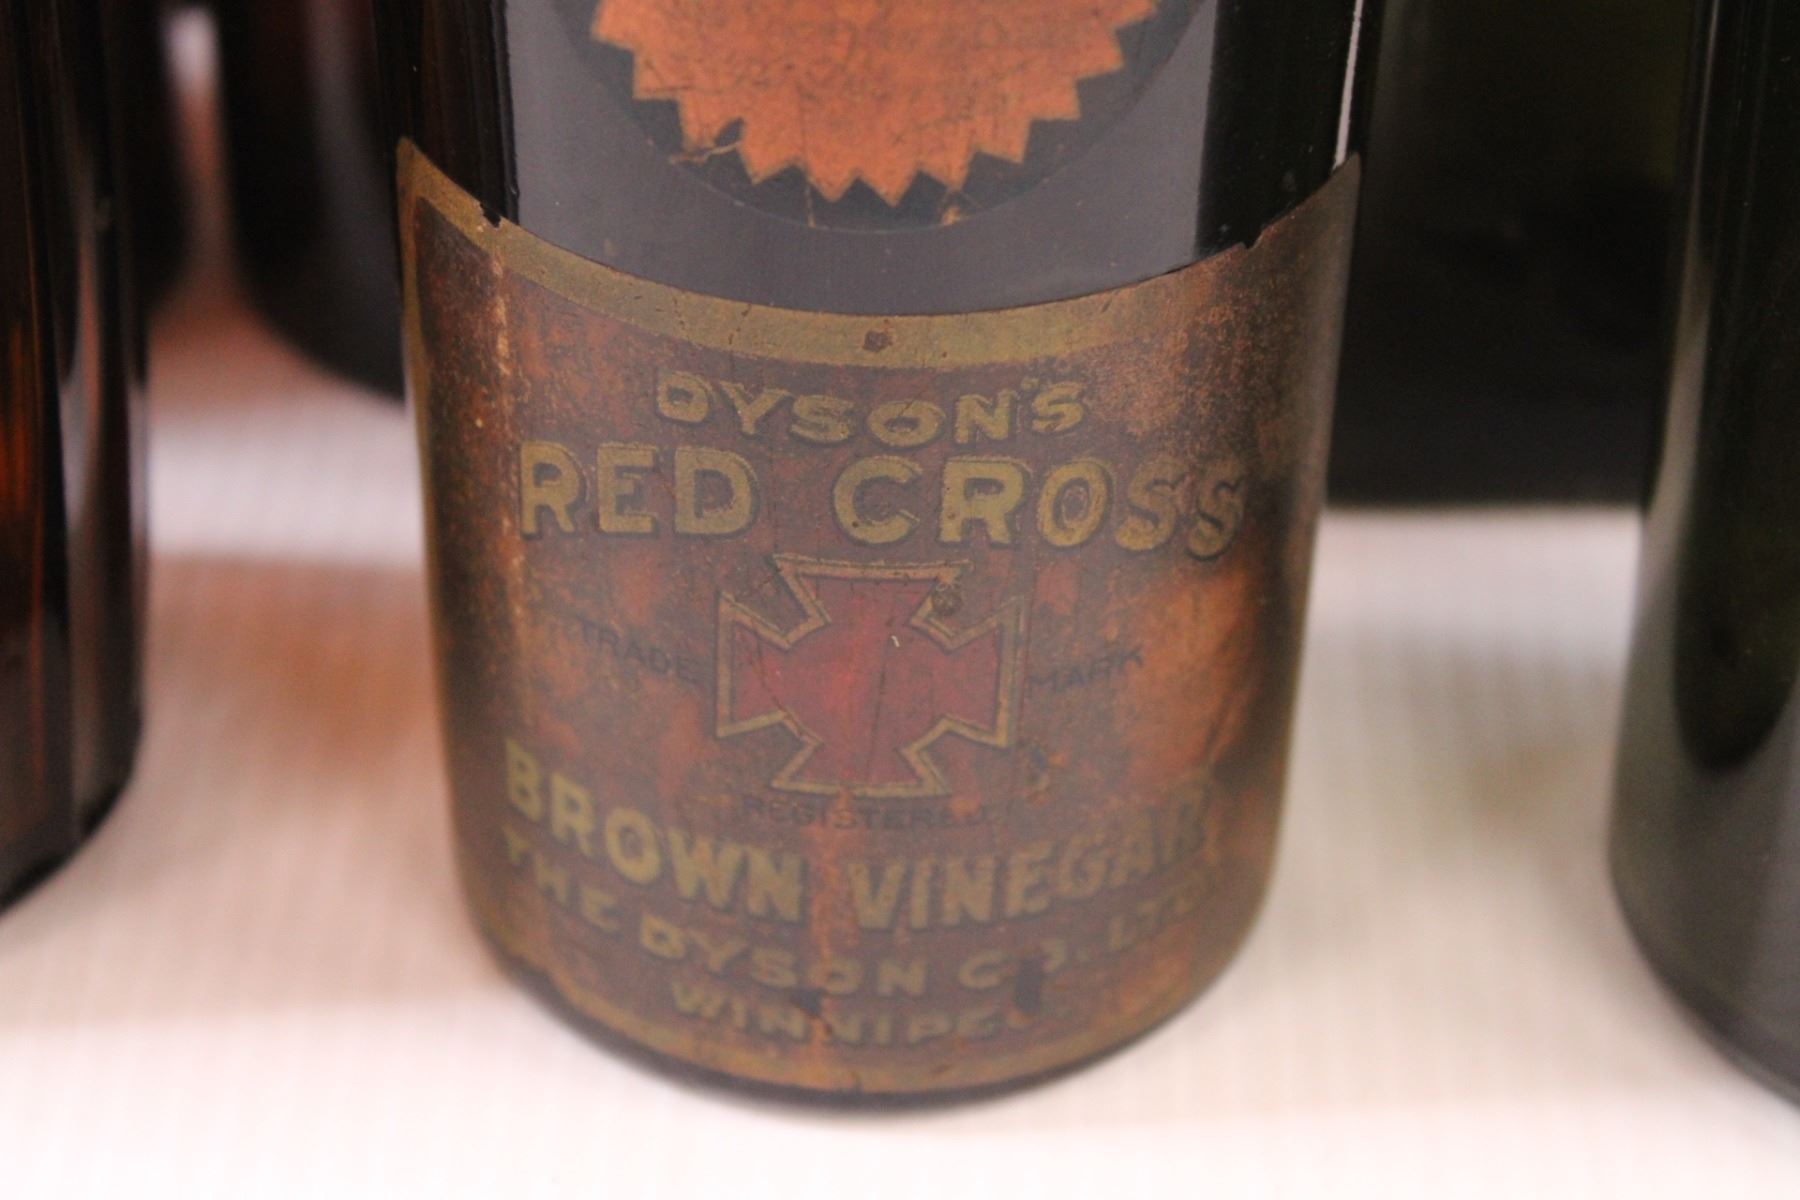 DYSON'S
RED CROSS
TRADE MARK
REGISTERED
BROWN VINEGAR
THE DYSON CO. LTD
WINNIPEG